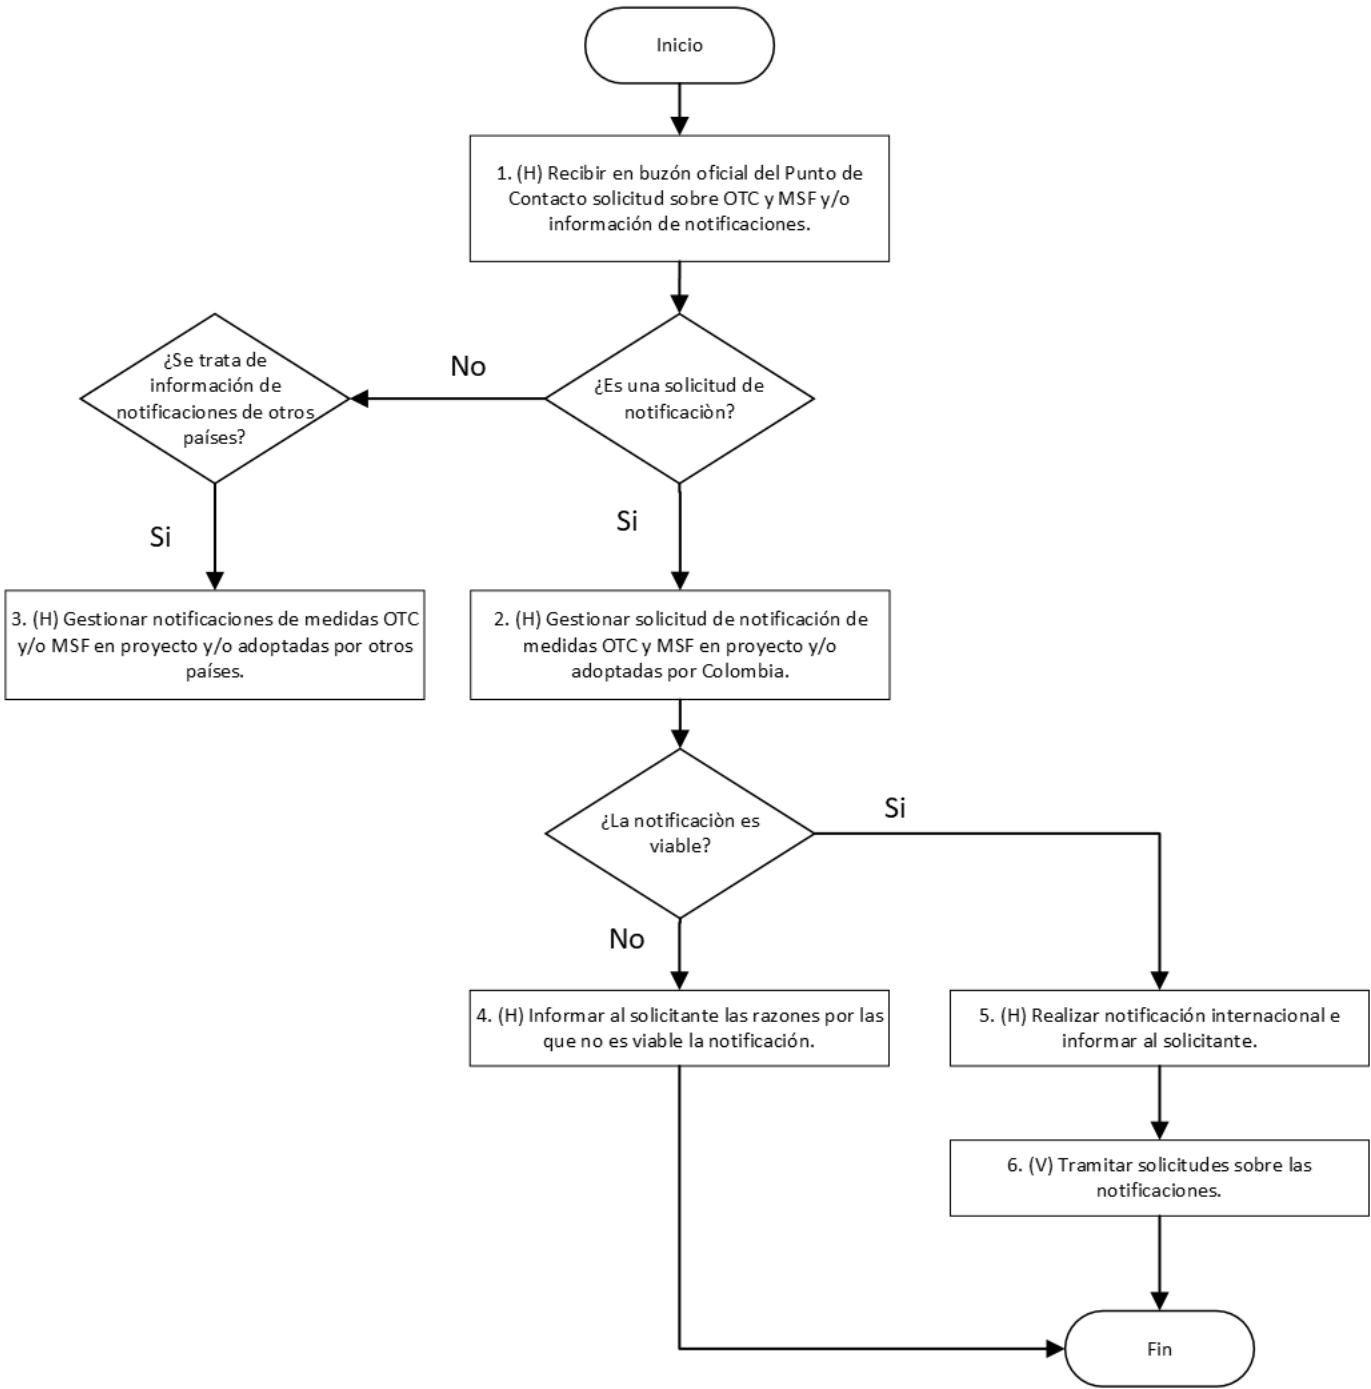 Inicio
1. (H) Recibir en buzón oficial del Punto de
Contacto solicitud sobre OTC y MSF y/o
información de notificaciones.
¿Es una solicitud de
notificaciòn?
No
¿Se trata de
información de
notificaciones de otros
países?
Si
Si
3. (H) Gestionar notificaciones de medidas OTC
y/o MSF en proyecto y/o adoptadas por otros
países.
2. (H) Gestionar solicitud de notificación de
medidas OTC y MSF en proyecto y/o
adoptadas por Colombia.
¿La notificaciòn es
viable?
Si
No
4. (H) Informar al solicitante las razones por las
que no es viable la notificación.
5. (H) Realizar notificación internacional e
informar al solicitante.
6. (V) Tramitar solicitudes sobre las
notificaciones.
Fin